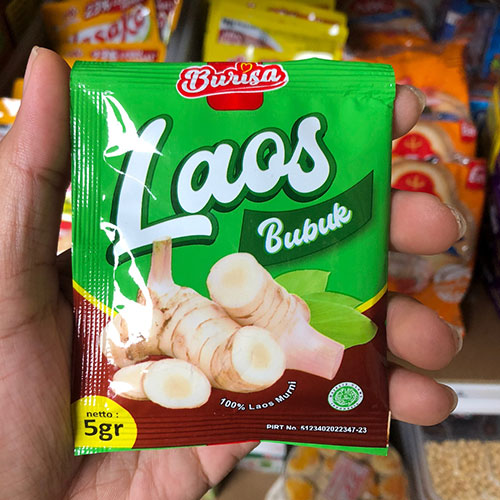 Burisa
Laos
Bubuk
100% Laos Murni
netto :
5gr
PIRT No. 5123402022347-23